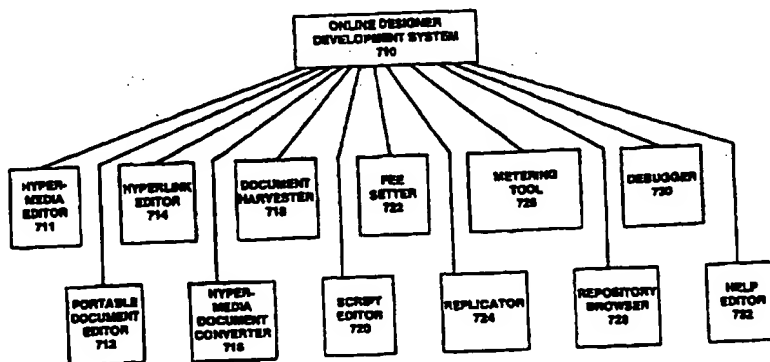 ONLINE DESIGNER
DEVELOPMENT SYSTEM
710
HYPER-
MEDIA
EDITOR
711
HYPERLINK
EDITOR
714
DOCUMENT
HARVESTER
718
FEE
SETTER
722
METERING
TOOL
726
DEBUGGER
730
PORTABLE
DOCUMENT
EDITOR
712
HYPER-
MEDIA
DOCUMENT
CONVERTER
716
SCRIPT
EDITOR
720
REPLICATOR
724
REPOSITORY
BROWSER
728
HELP
EDITOR
732